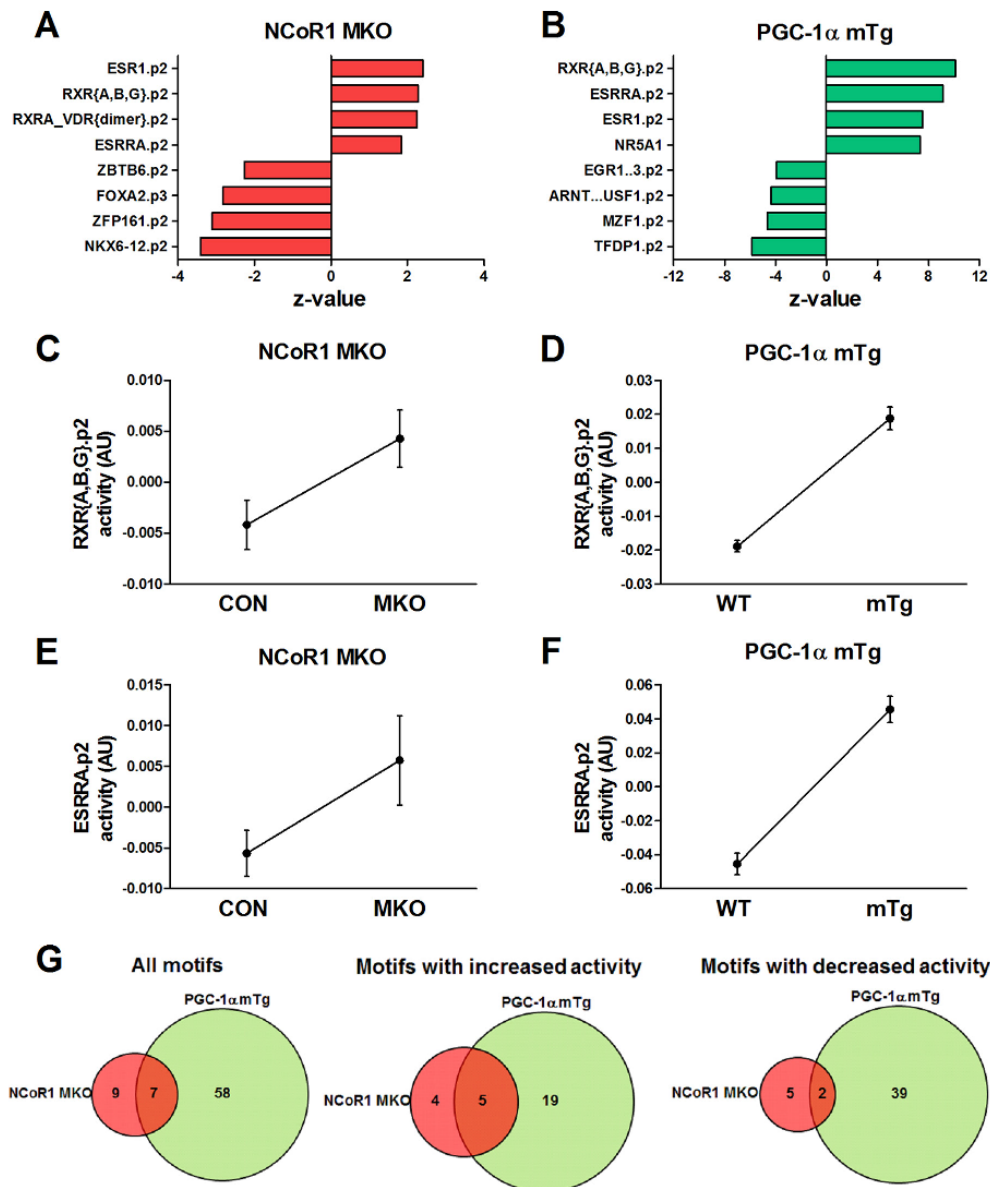 A
NCoR1 MKO
ESR1.p2
RXR{A,B,G}.p2
RXRA_VDR{dimer}.p2
ESRRA.p2
ZBTB6.p2
FOXA2.p3
ZFP161.p2
NKX6-12.p2
-4 -2 0 2 4
z-value
B
PGC-1α mTg
RXR{A,B,G}.p2
ESRRA.p2
ESR1.p2
NR5A1
EGR1..3.p2
ARNT...USF1.p2
MZF1.p2
TFDP1.p2
-12 -8 -4 0 4 8 12
z-value
C
NCoR1 MKO
RXR{A,B,G}.p2
activity (AU)
0.010
0.005
0.000
-0.005
-0.010
CON MKO
D
PGC-1α mTg
RXR{A,B,G}.p2
activity (AU)
0.03
0.02
0.01
0.00
-0.01
-0.02
-0.03
WT mTg
E
NCoR1 MKO
ESRRA.p2
activity (AU)
0.015
0.010
0.005
0.000
-0.005
-0.010
CON MKO
F
PGC-1α mTg
ESRRA.p2
activity (AU)
0.06
0.04
0.02
0.00
-0.02
-0.04
-0.06
WT mTg
G
All motifs
PGC-1α mTg
NCoR1 MKO
9 7 58
Motifs with increased activity
PGC-1α mTg
NCoR1 MKO
4 5 19
Motifs with decreased activity
PGC-1α mTg
NCoR1 MKO
5 2 39